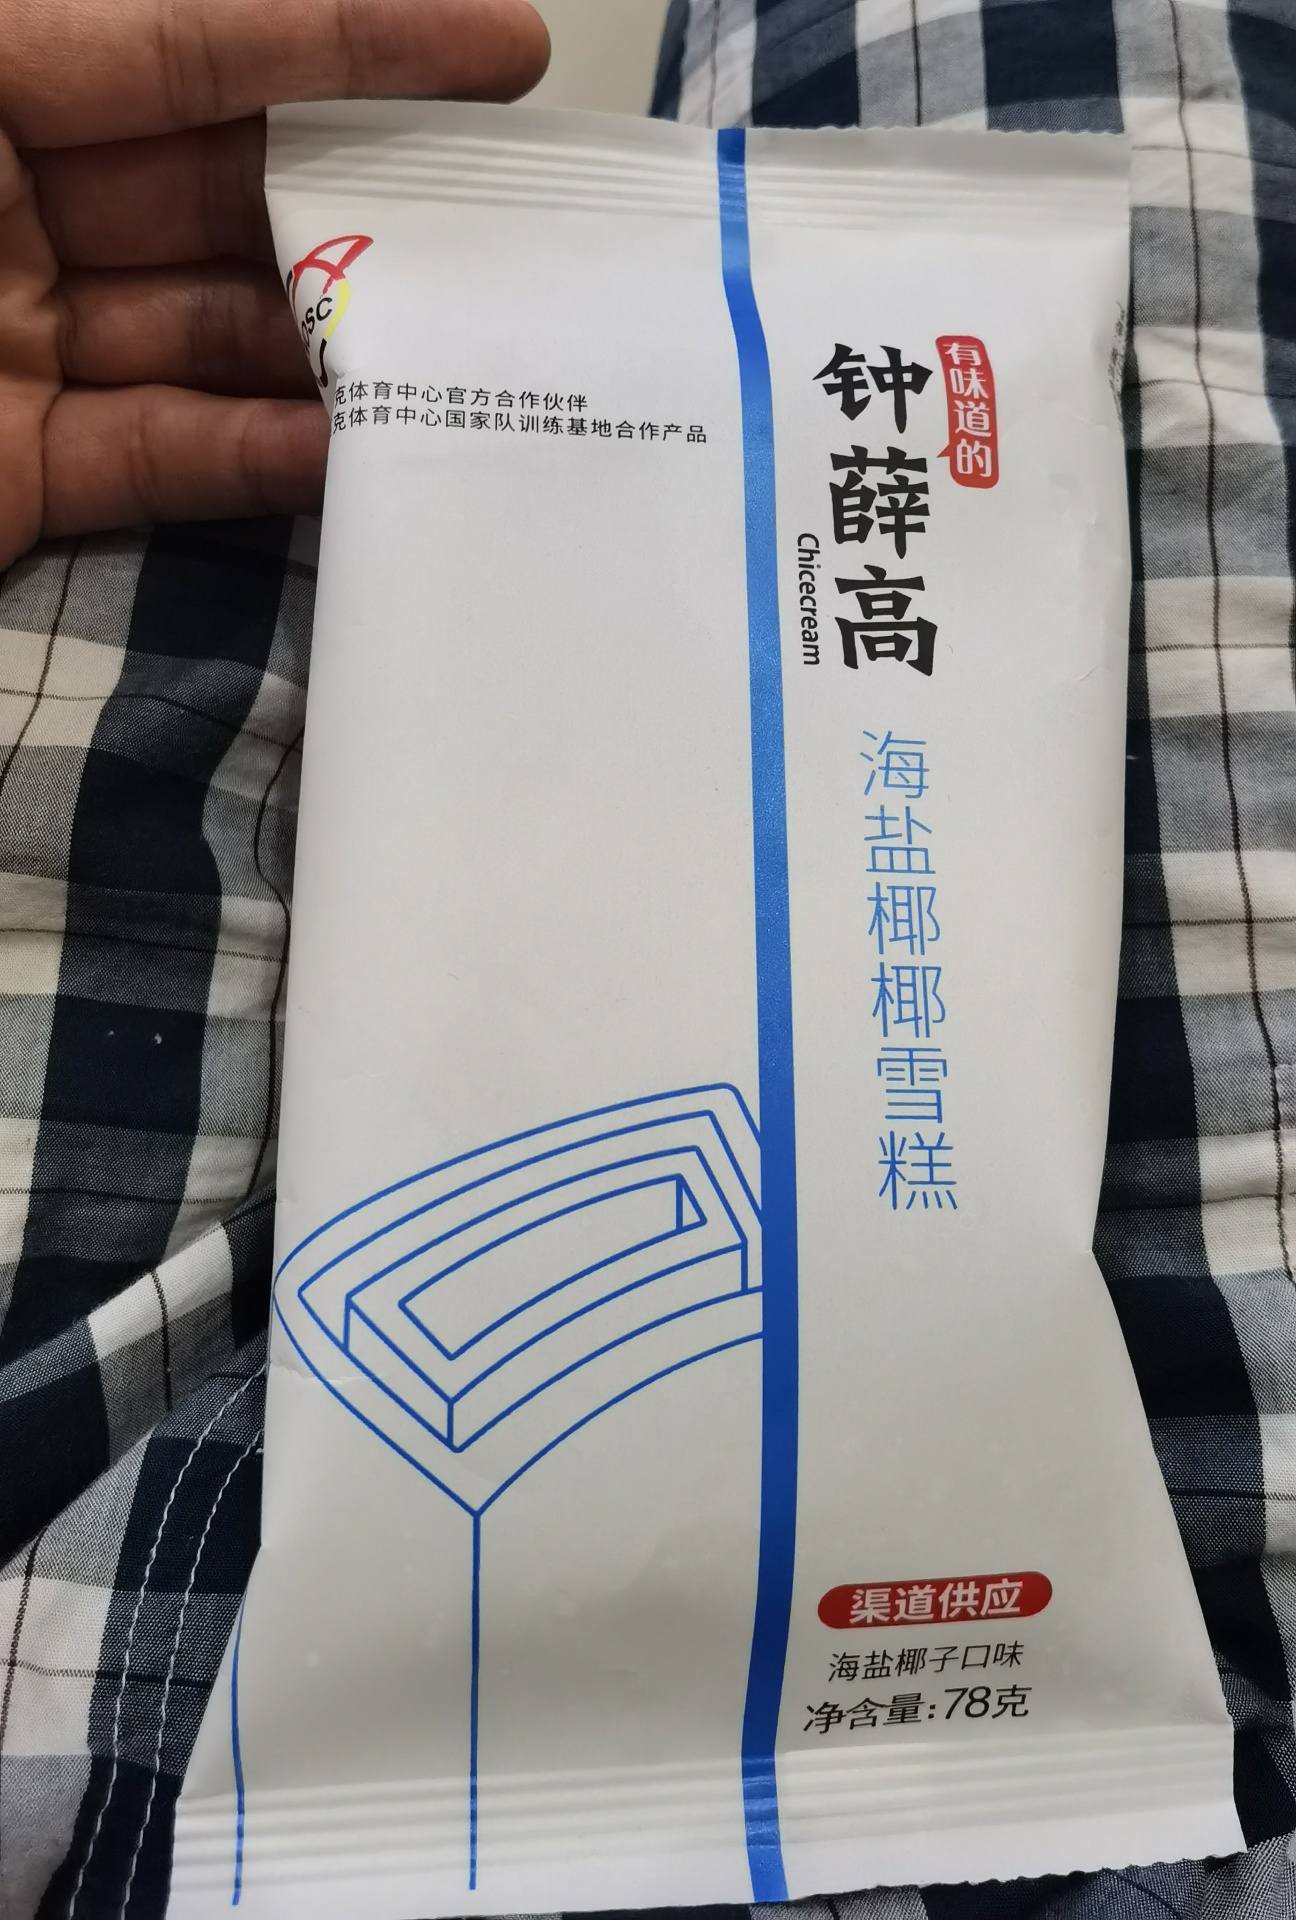 OSC
克体育中心官方合作伙伴
克体育中心国家队训练基地合作产品
有味道的
钟薛高
Chicecream
海盐椰椰雪糕
渠道供应
海盐椰子口味
净含量:78克